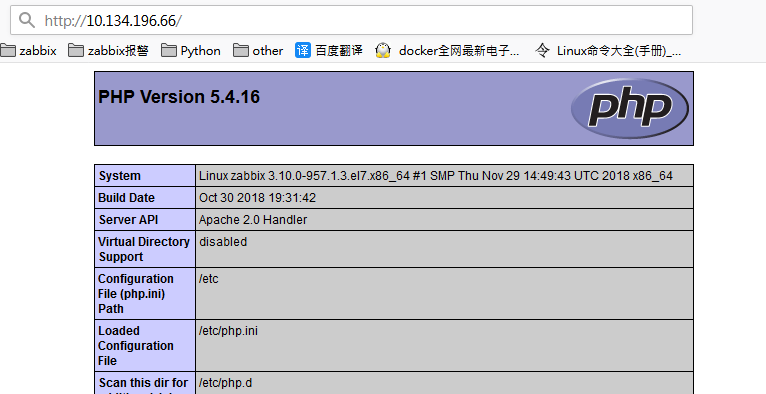 http://10.134.196.66/
zabbix zabbix报警 Python other 译 百度翻译 docker全网最新电子... 令 Linux命令大全(手册)_...
PHP Version 5.4.16
php
System Linux zabbix 3.10.0-957.1.3.el7.x86_64 #1 SMP Thu Nov 29 14:49:43 UTC 2018 x86_64
Build Date Oct 30 2018 19:31:42
Server API Apache 2.0 Handler
Virtual Directory disabled
Support
Configuration /etc
File (php.ini)
Path
Loaded /etc/php.ini
Configuration
File
Scan this dir for /etc/php.d